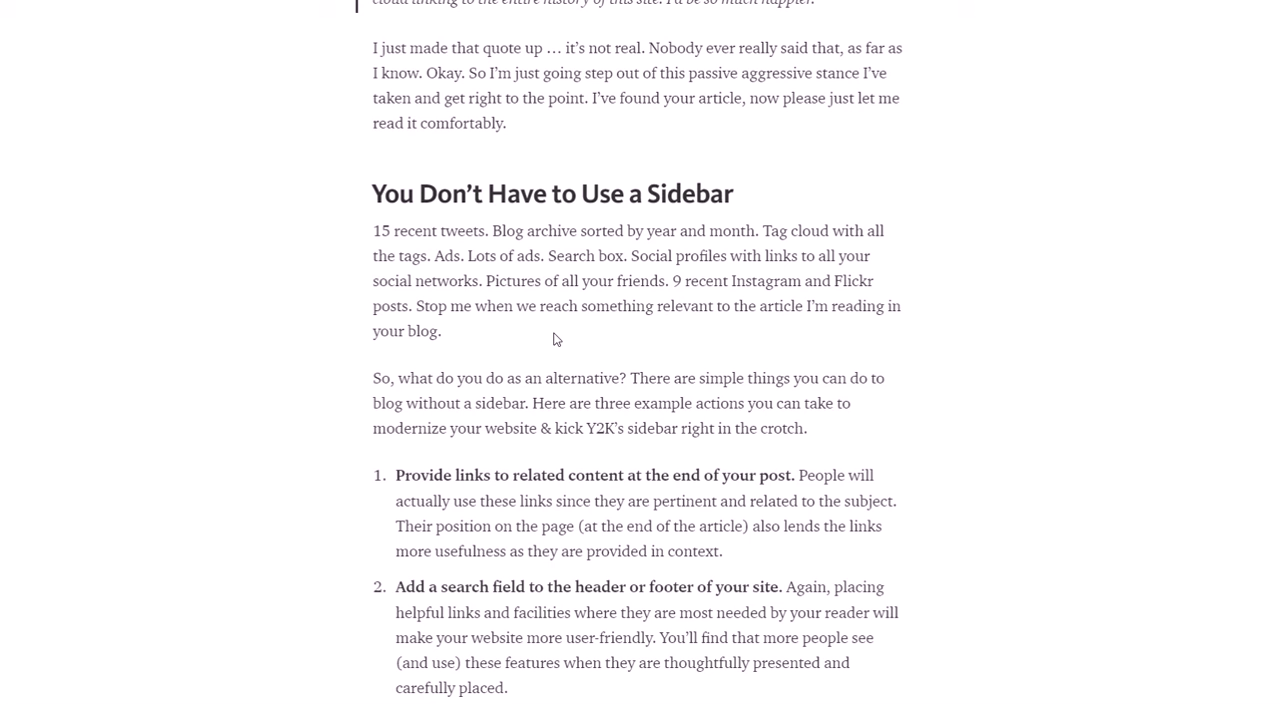 cloud linking to the entire history of this site. I'd be so much happier.
I just made that quote up … it’s not real. Nobody ever really said that, as far as
I know. Okay. So I’m just going step out of this passive aggressive stance I’ve
taken and get right to the point. I’ve found your article, now please just let me
read it comfortably.
You Don’t Have to Use a Sidebar
15 recent tweets. Blog archive sorted by year and month. Tag cloud with all
the tags. Ads. Lots of ads. Search box. Social profiles with links to all your
social networks. Pictures of all your friends. 9 recent Instagram and Flickr
posts. Stop me when we reach something relevant to the article I’m reading in
your blog.
So, what do you do as an alternative? There are simple things you can do to
blog without a sidebar. Here are three example actions you can take to
modernize your website & kick Y2K’s sidebar right in the crotch.
1. Provide links to related content at the end of your post. People will
actually use these links since they are pertinent and related to the subject.
Their position on the page (at the end of the article) also lends the links
more usefulness as they are provided in context.
2. Add a search field to the header or footer of your site. Again, placing
helpful links and facilities where they are most needed by your reader will
make your website more user-friendly. You’ll find that more people see
(and use) these features when they are thoughtfully presented and
carefully placed.